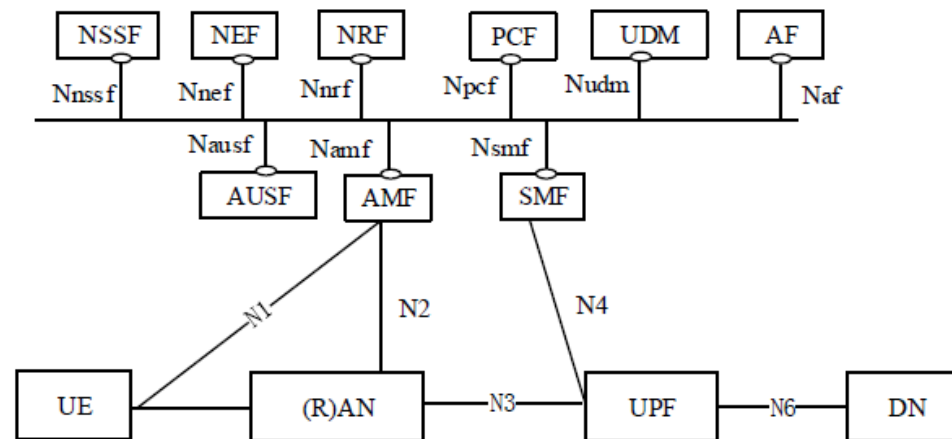 NSSF NEF NRF PCF UDM AF
Nnssf Nnef Nnrf Npcf Nudm Naf
Nausf Namf Nsmf
AUSF AMF SMF
N1 N2 N4
UE (R)AN N3 UPF N6 DN